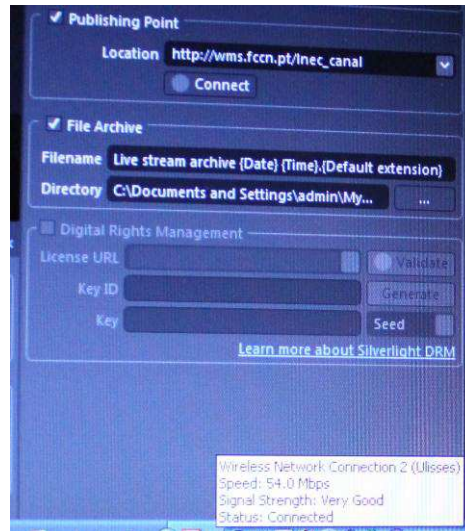 Publishing Point
Location http://wms.fccn.pt/Inec_canal
Connect
File Archive
Filename Live stream archive {Date} {Time}.{Default extension}
Directory C:\Documents and Settings\admin\My... ...
Digital Rights Management
License URL Validate
Key ID Generate
Key Seed
Learn more about Silverlight DRM
Wireless Network Connection 2 (Ulisses)
Speed: 54.0 Mbps
Signal Strength: Very Good
Status: Connected